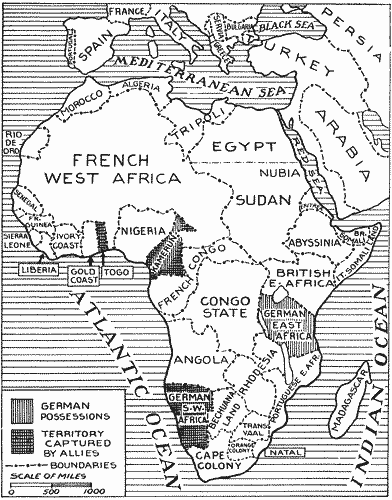 FRANCE
ITALY
PORTUGAL
SPAIN
BULGARIA
BLACK SEA
PERSIA
TURKEY
MEDITERRANEAN SEA
MOROCCO
ALGERIA
TRIPOLI
ARABIA
RIO DE ORO
FRENCH
WEST AFRICA
EGYPT
NUBIA
RED SEA
SUDAN
SENEGAL
FR.
GUINEA
SIERRA
LEONE
IVORY
COAST
NIGERIA
ABYSSINIA
BR.
IT. SOMALILAND
LIBERIA
GOLD
COAST
TOGO
KAMERUN
FRENCH CONGO
BRITISH
E. AFRICA
CONGO
STATE
GERMAN
EAST
AFRICA
ATLANTIC OCEAN
INDIAN OCEAN
ANGOLA
RHODESIA
PORTUGUESE E. AFR.
MADAGASCAR
GERMAN
S.W.
AFRICA
BECHUANA
LAND
TRANS
VAAL
ORANGE
COLONY
NATAL
CAPE
COLONY
GERMAN
POSSESSIONS
TERRITORY
CAPTURED
BY ALLIES
BOUNDARIES
SCALE OF MILES
0 500 1000